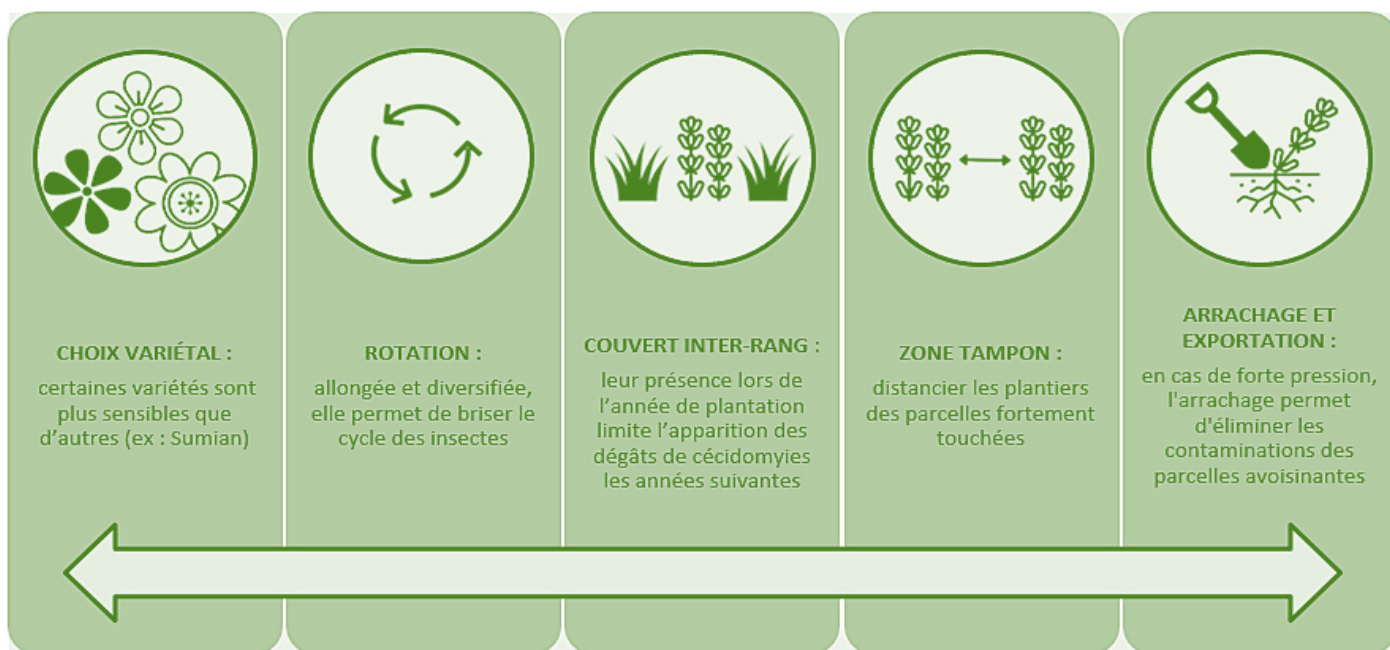 CHOIX VARIÉTAL :
certaines variétés sont
plus sensibles que
d'autres (ex : Sumian)
ROTATION :
allongée et diversifiée,
elle permet de briser le
cycle des insectes
COUVERT INTER-RANG :
leur présence lors de
l'année de plantation
limite l'apparition des
dégâts de cécidomyies
les années suivantes
ZONE TAMPON :
distancier les plantiers
des parcelles fortement
touchées
ARRACHAGE ET
EXPORTATION :
en cas de forte pression,
l'arrachage permet
d'éliminer les
contaminations des
parcelles avoisinantes